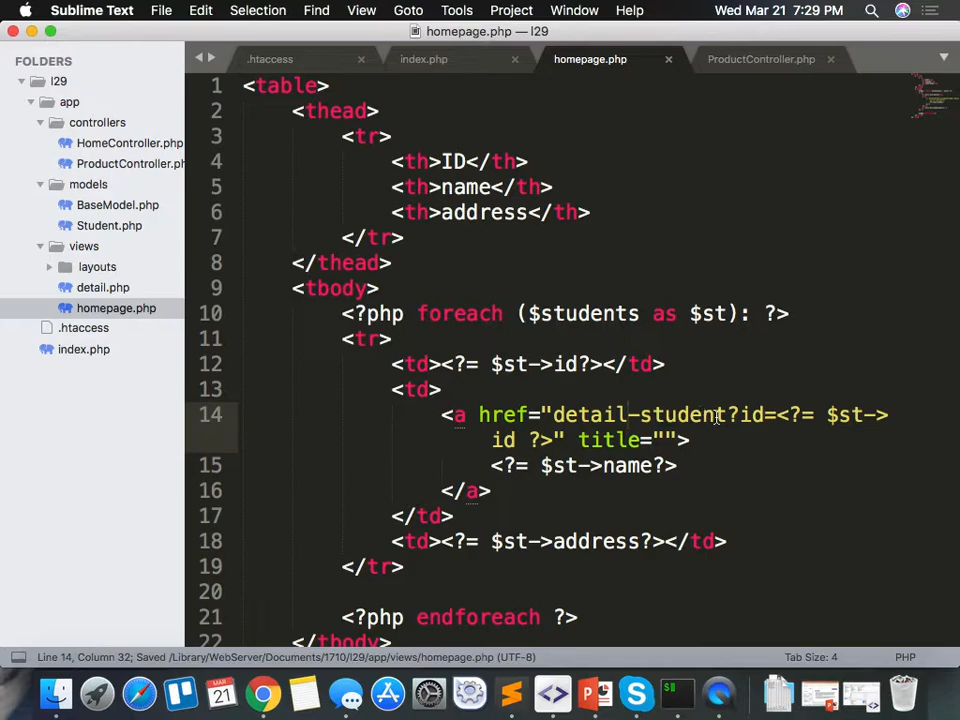 Sublime Text File Edit Selection Find View Goto Tools Project Window Help Wed Mar 21 7:29 PM
homepage.php — l29
FOLDERS
l29
app
controllers
HomeController.php
ProductController.ph
models
BaseModel.php
Student.php
views
layouts
detail.php
homepage.php
.htaccess
index.php
.htaccess index.php homepage.php ProductController.php
1 <table>
2 <thead>
3 <tr>
4 <th>ID</th>
5 <th>name</th>
6 <th>address</th>
7 </tr>
8 </thead>
9 <tbody>
10 <?php foreach ($students as $st): ?>
11 <tr>
12 <td><?= $st->id?></td>
13 <td>
14 <a href="detail-student?id=<?= $st->
id ?>" title="">
15 <?= $st->name?>
16 </a>
17 </td>
18 <td><?= $st->address?></td>
19 </tr>
20
21 <?php endforeach ?>
22 </tbody>
Line 14, Column 32; Saved /Library/WebServer/Documents/1710/l29/app/views/homepage.php (UTF-8) Tab Size: 4 PHP
MAR
21